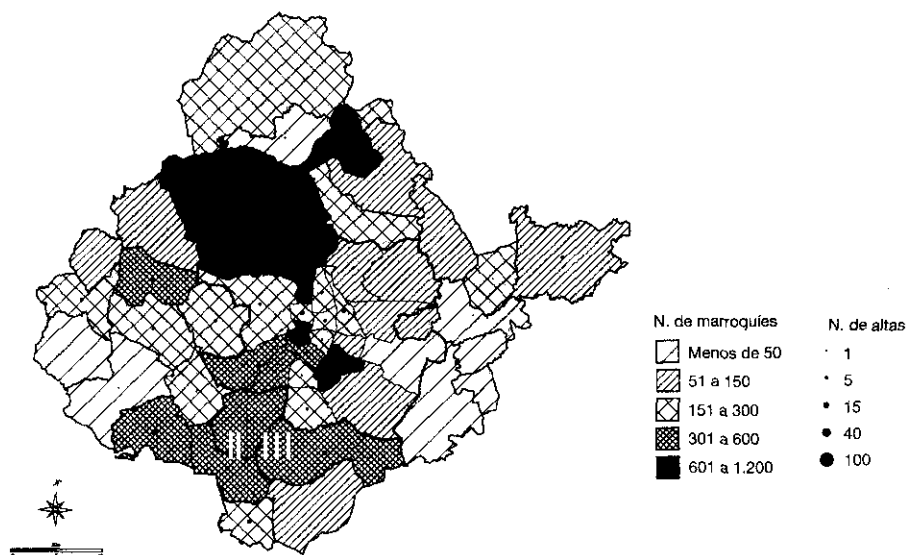 N. de marroquíes
Menos de 50
51 a 150
151 a 300
301 a 600
601 a 1.200
N. de altas
1
5
15
40
100